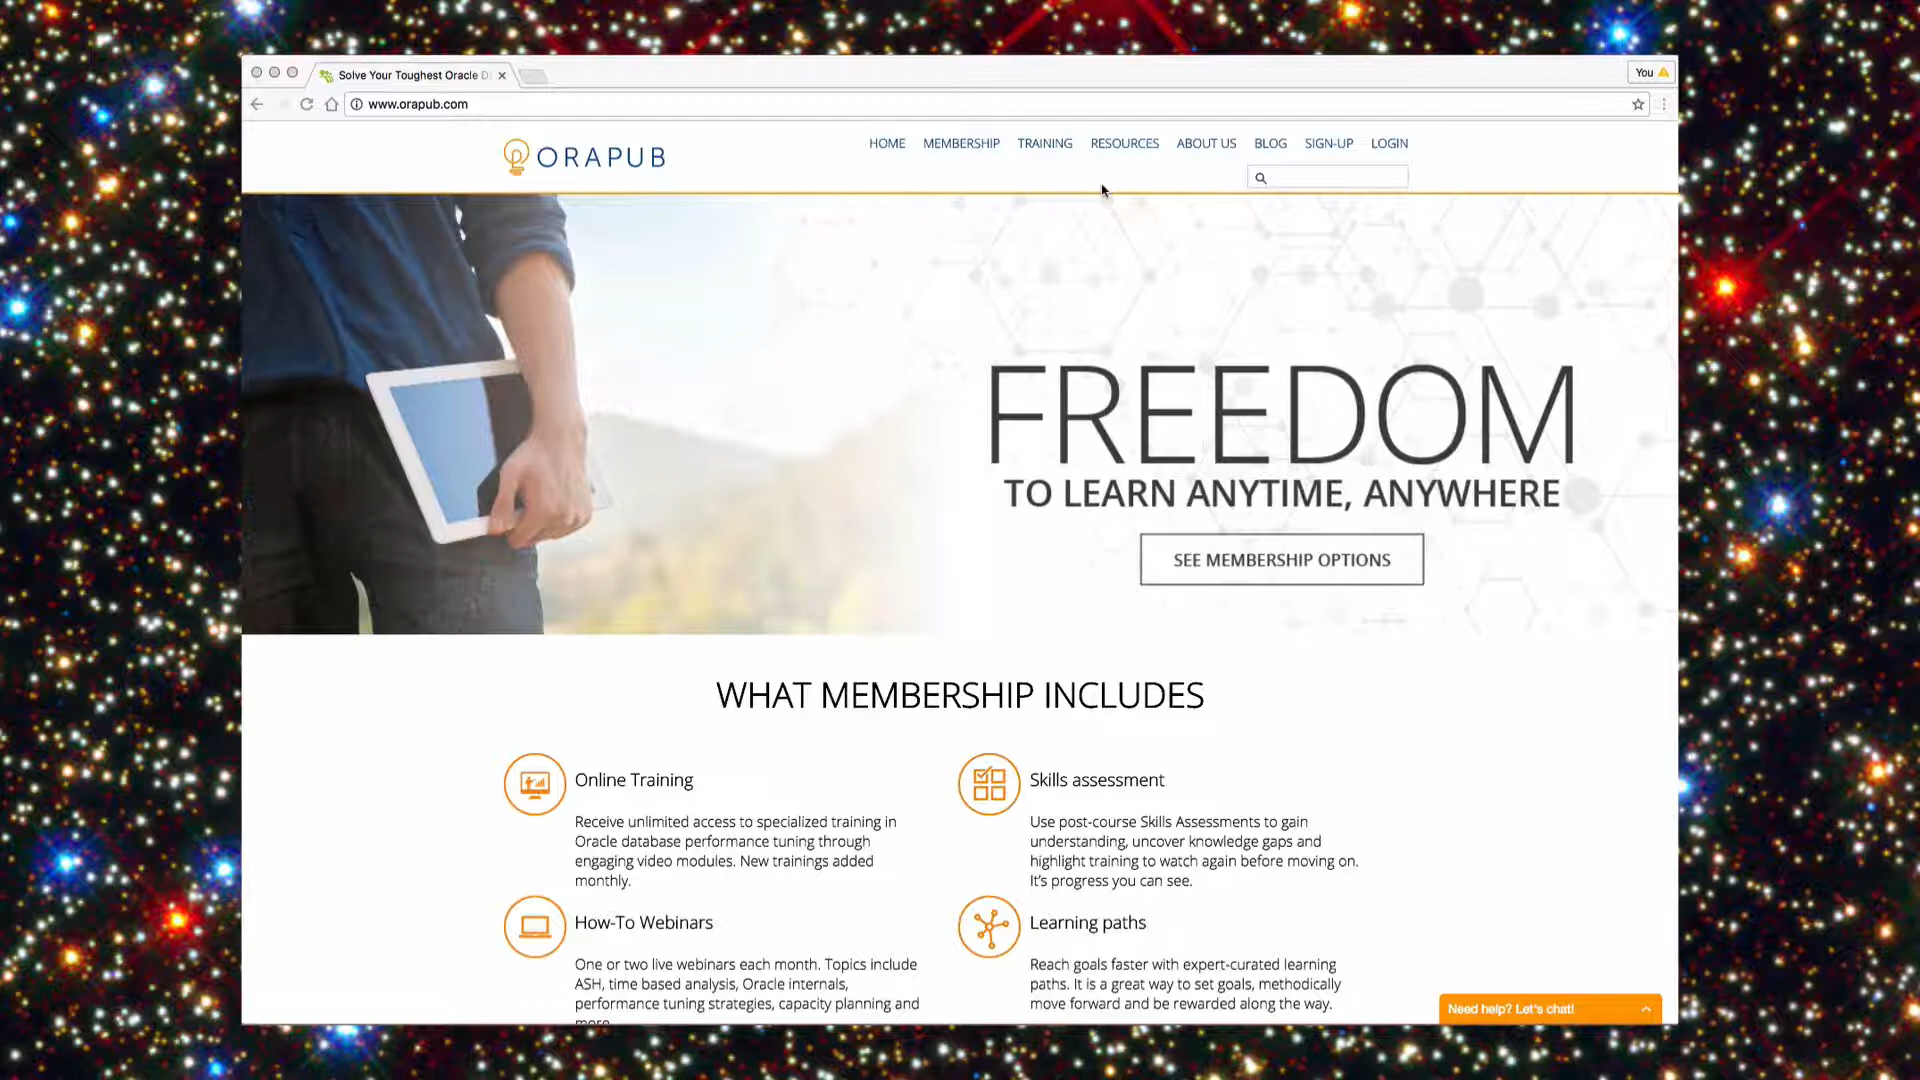 Solve Your Toughest Oracle D
You
www.orapub.com
ORAPUB
HOME MEMBERSHIP TRAINING RESOURCES ABOUT US BLOG SIGN-UP LOGIN
FREEDOM
TO LEARN ANYTIME, ANYWHERE
SEE MEMBERSHIP OPTIONS
WHAT MEMBERSHIP INCLUDES
Online Training
Receive unlimited access to specialized training in
Oracle database performance tuning through
engaging video modules. New trainings added
monthly.
Skills assessment
Use post-course Skills Assessments to gain
understanding, uncover knowledge gaps and
highlight training to watch again before moving on.
It's progress you can see.
How-To Webinars
One or two live webinars each month. Topics include
ASH, time based analysis, Oracle internals,
performance tuning strategies, capacity planning and
more.
Learning paths
Reach goals faster with expert-curated learning
paths. It is a great way to set goals, methodically
move forward and be rewarded along the way.
Need help? Let's chat!